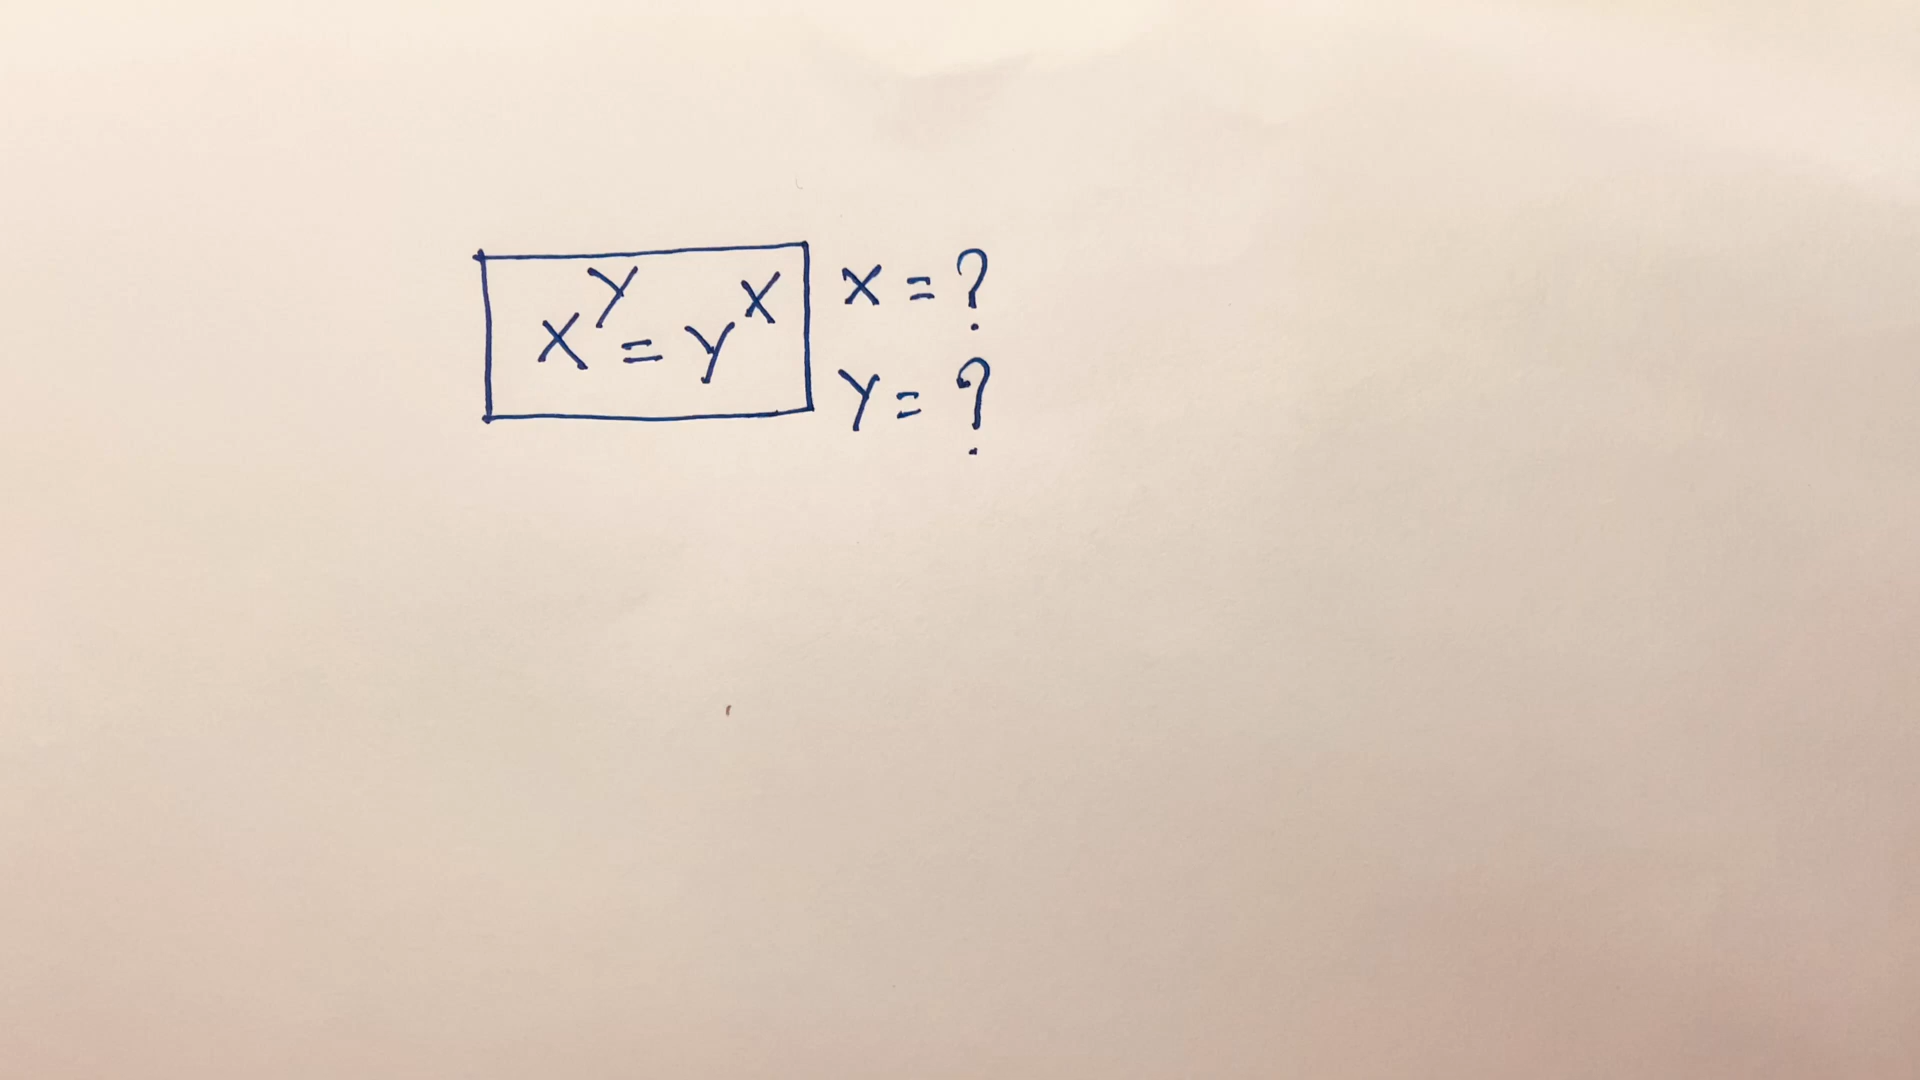 x^y = y^x
x = ?
y = ?